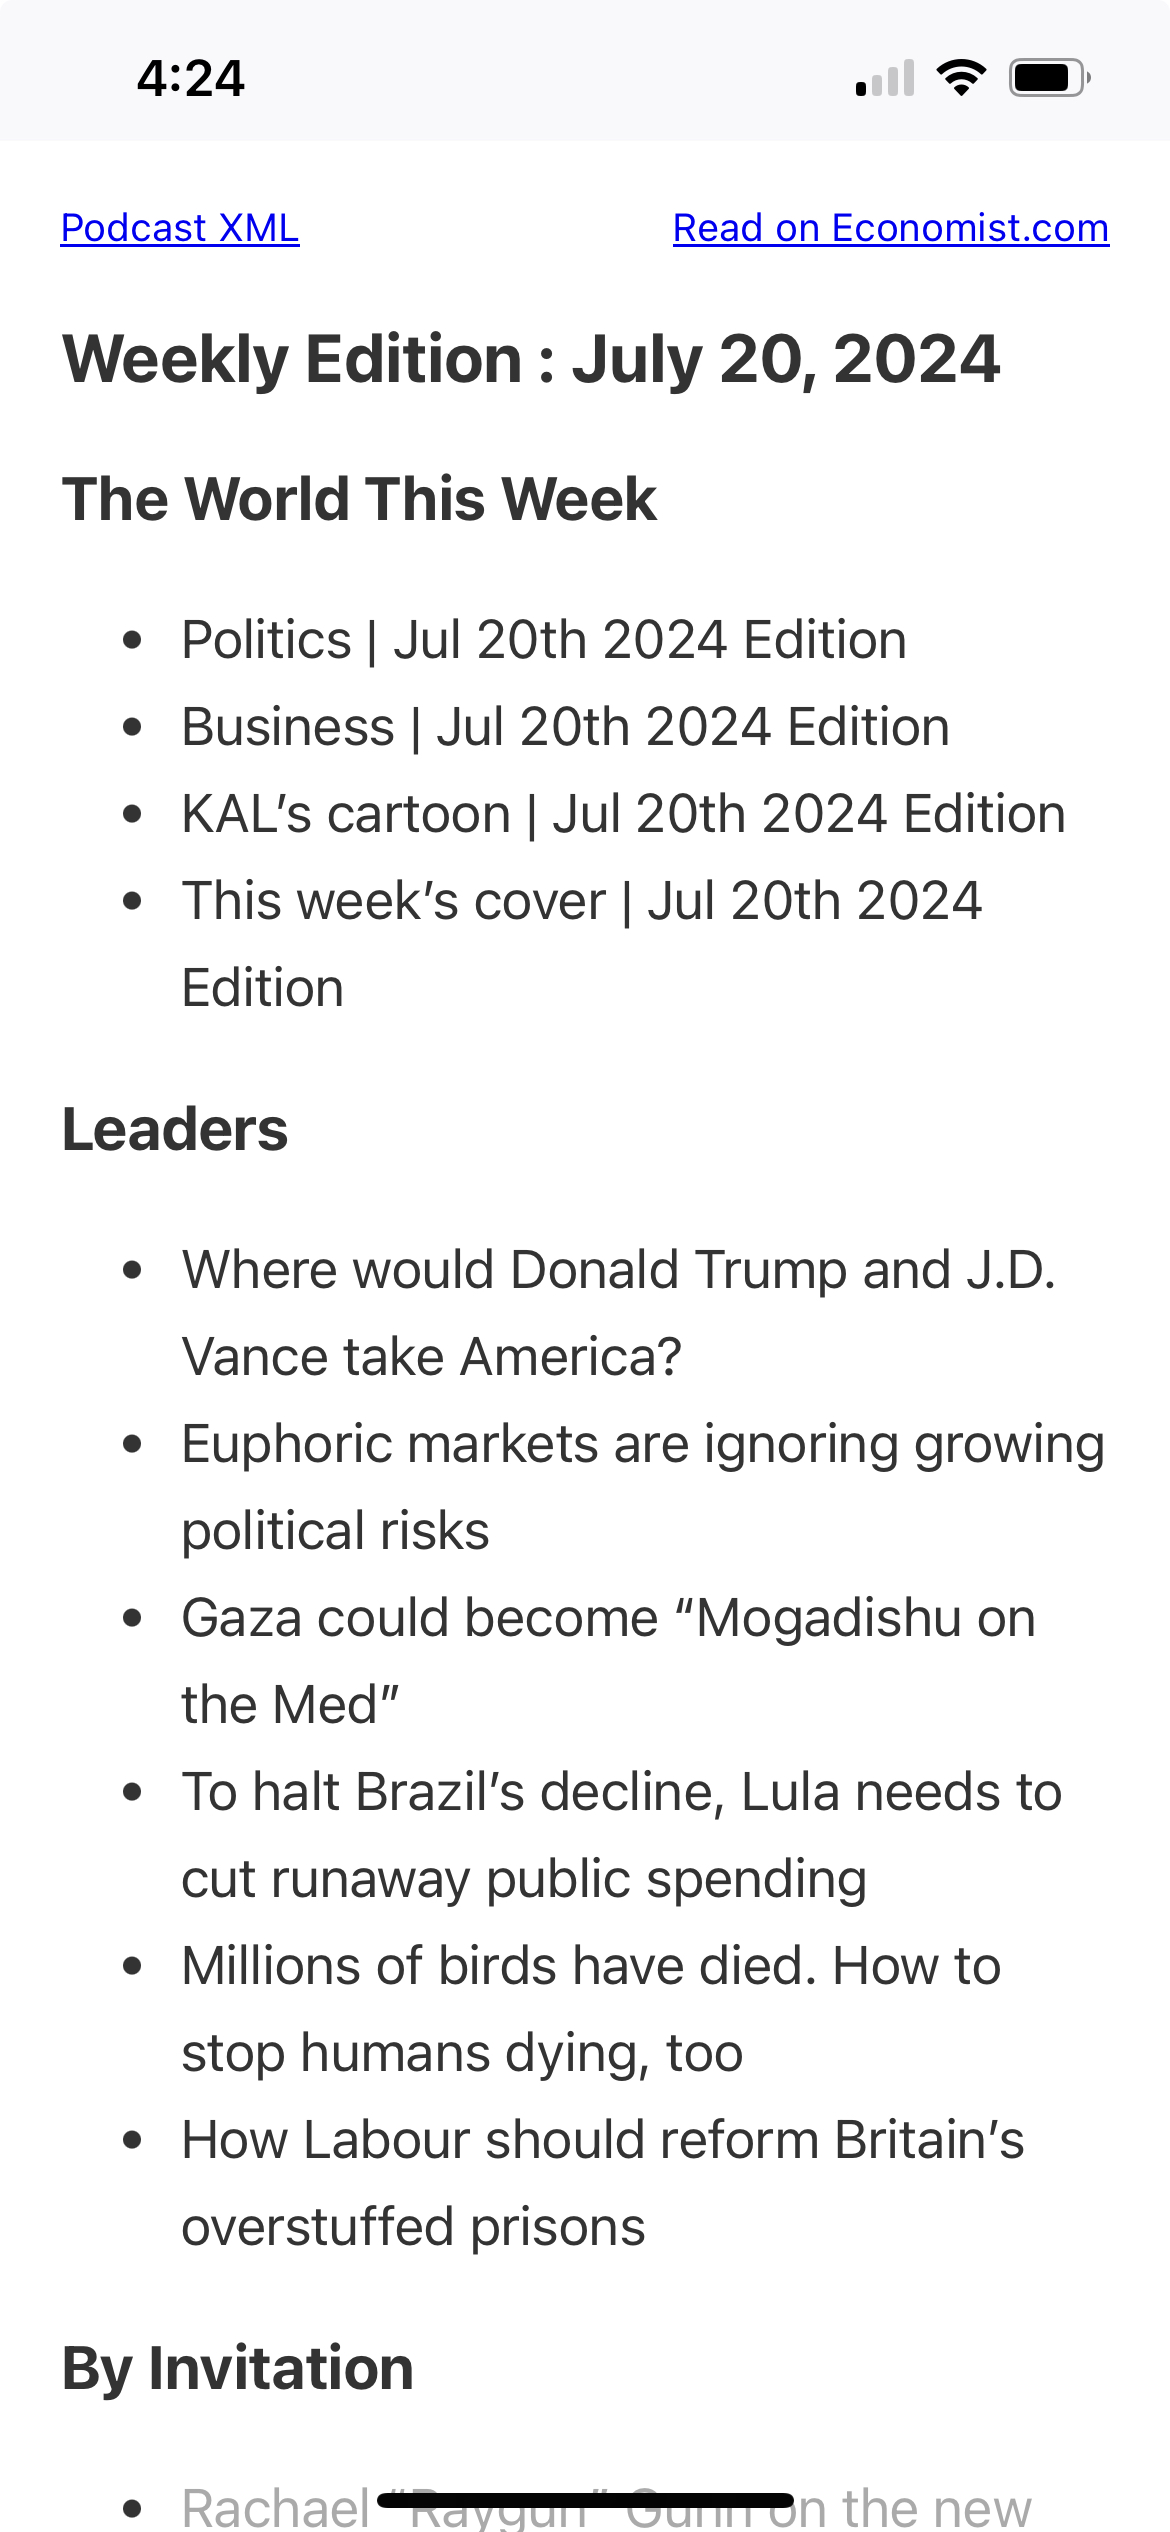 4:24
Podcast XML
Read on Economist.com
Weekly Edition : July 20, 2024
The World This Week
Politics | Jul 20th 2024 Edition
Business | Jul 20th 2024 Edition
KAL’s cartoon | Jul 20th 2024 Edition
This week’s cover | Jul 20th 2024
Edition
Leaders
Where would Donald Trump and J.D.
Vance take America?
Euphoric markets are ignoring growing
political risks
Gaza could become “Mogadishu on
the Med”
To halt Brazil’s decline, Lula needs to
cut runaway public spending
Millions of birds have died. How to
stop humans dying, too
How Labour should reform Britain’s
overstuffed prisons
By Invitation
Rachael “Raygun” Gunn on the new